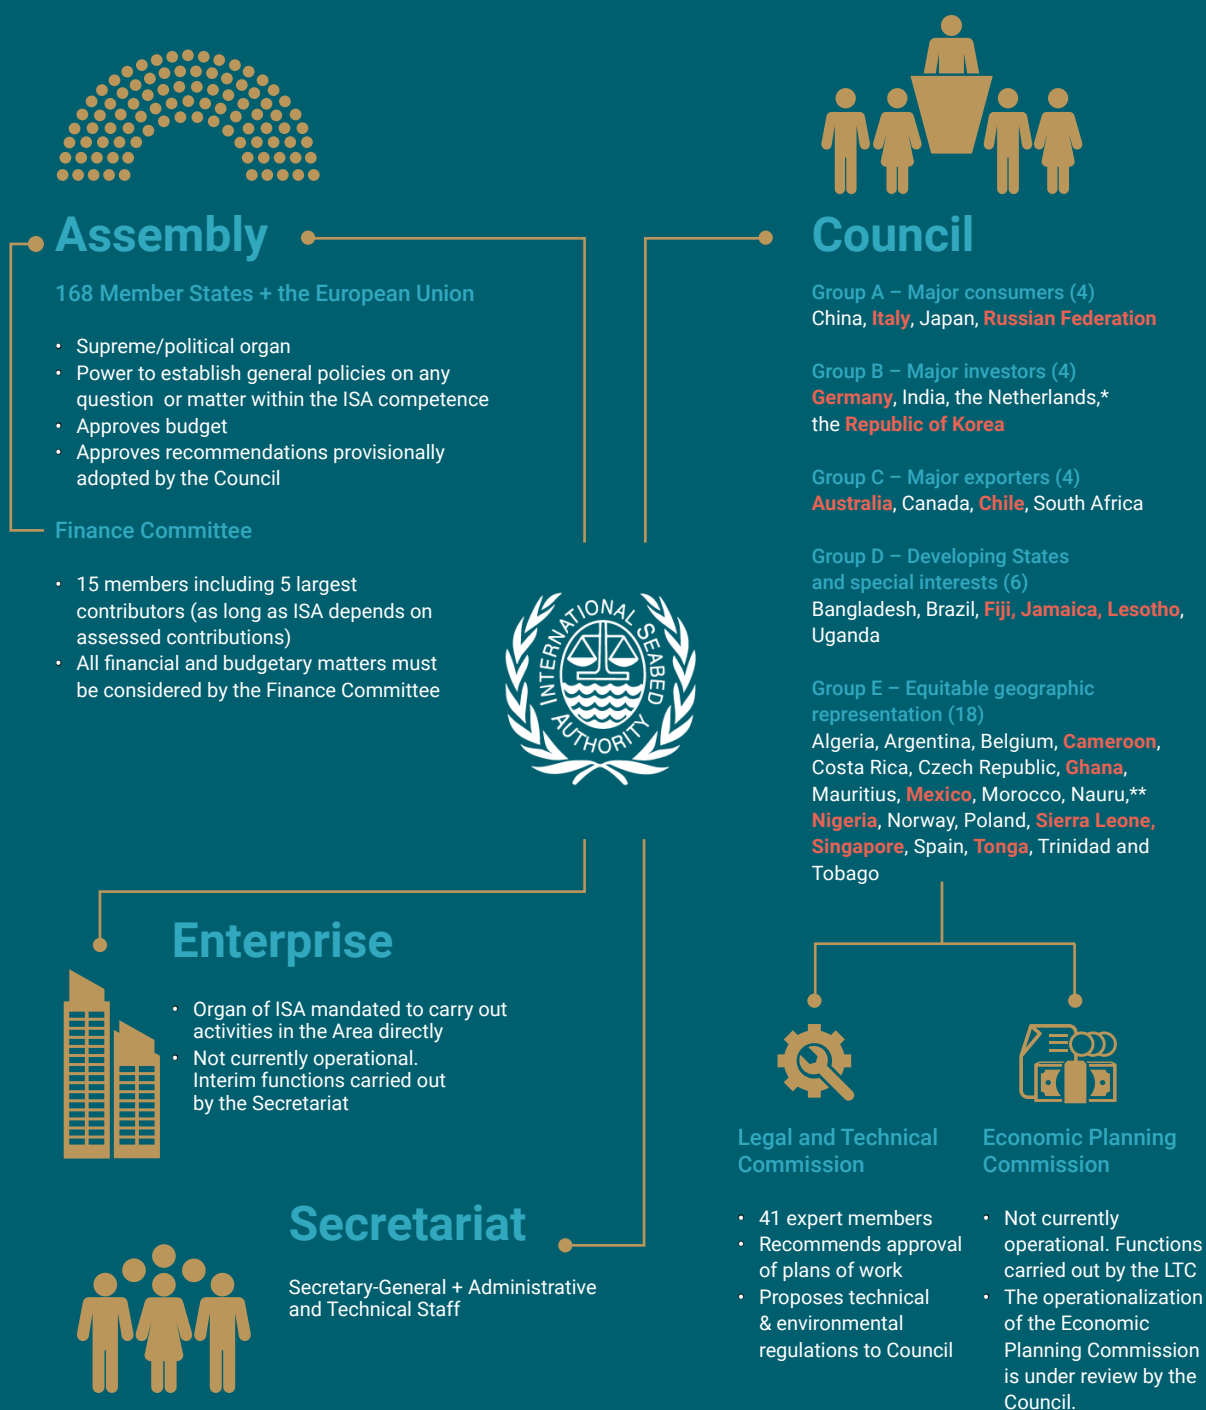 Assembly
168 Member States + the European Union
• Supreme/political organ
• Power to establish general policies on any
question or matter within the ISA competence
• Approves budget
• Approves recommendations provisionally
adopted by the Council
Finance Committee
• 15 members including 5 largest
contributors (as long as ISA depends on
assessed contributions)
• All financial and budgetary matters must
be considered by the Finance Committee
INTERNATIONAL SEABED
AUTHORITY
Council
Group A – Major consumers (4)
China, Italy, Japan, Russian Federation
Group B – Major investors (4)
Germany, India, the Netherlands,*
the Republic of Korea
Group C – Major exporters (4)
Australia, Canada, Chile, South Africa
Group D – Developing States
and special interests (6)
Bangladesh, Brazil, Fiji, Jamaica, Lesotho,
Uganda
Group E – Equitable geographic
representation (18)
Algeria, Argentina, Belgium, Cameroon,
Costa Rica, Czech Republic, Ghana,
Mauritius, Mexico, Morocco, Nauru,**
Nigeria, Norway, Poland, Sierra Leone,
Singapore, Spain, Tonga, Trinidad and
Tobago
Enterprise
• Organ of ISA mandated to carry out
activities in the Area directly
• Not currently operational.
Interim functions carried out
by the Secretariat
Secretariat
Secretary-General + Administrative
and Technical Staff
Legal and Technical
Commission
• 41 expert members
• Recommends approval
of plans of work
• Proposes technical
& environmental
regulations to Council
Economic Planning
Commission
• Not currently
operational. Functions
carried out by the LTC
• The operationalization
of the Economic
Planning Commission
is under review by the
Council.